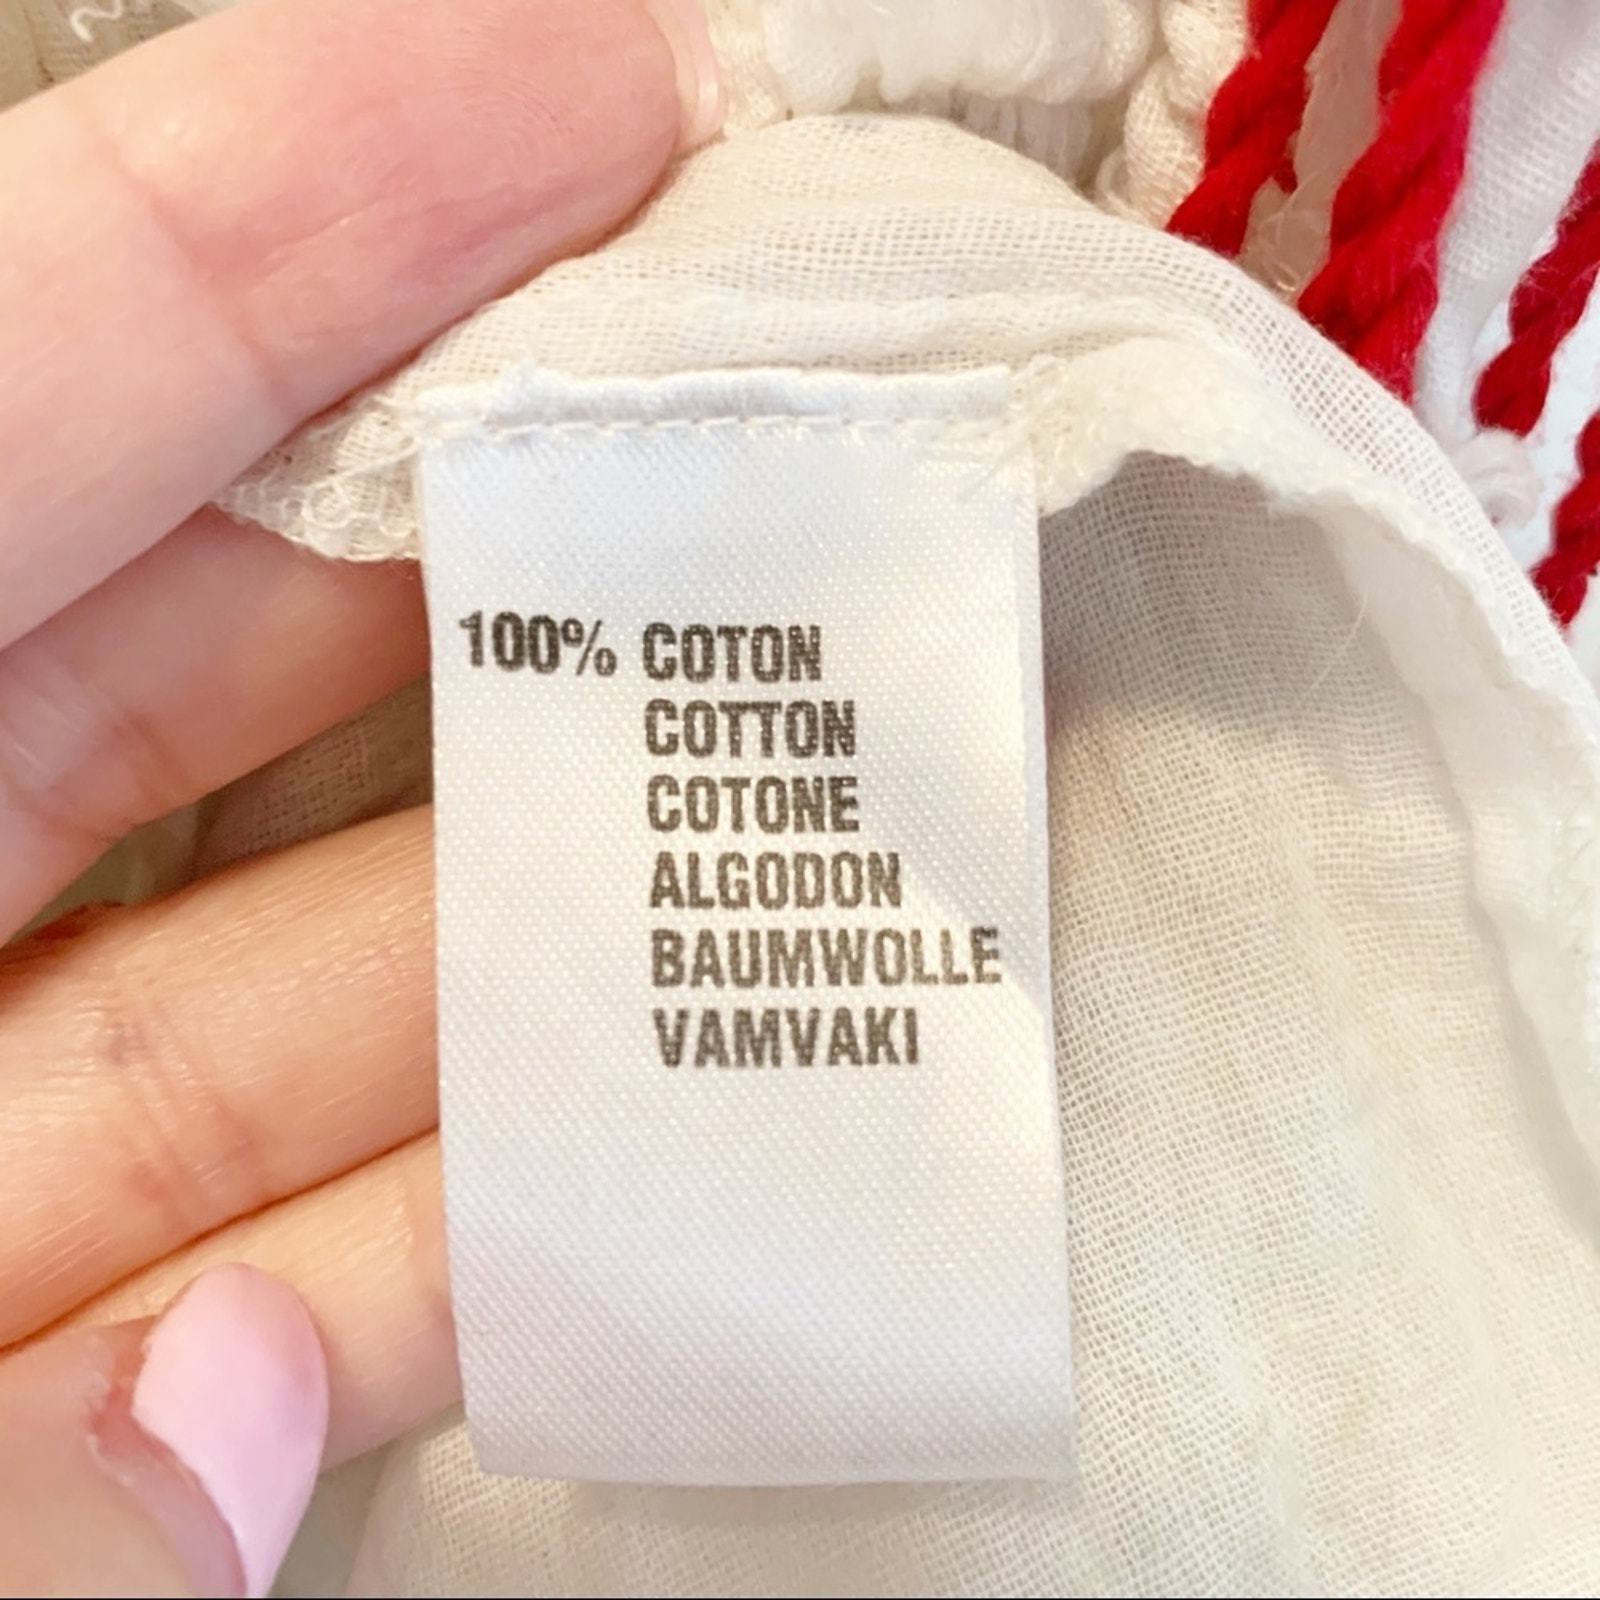 100% COTON
COTTON
COTONE
ALGODON
BAUMWOLLE
VAMVAKI